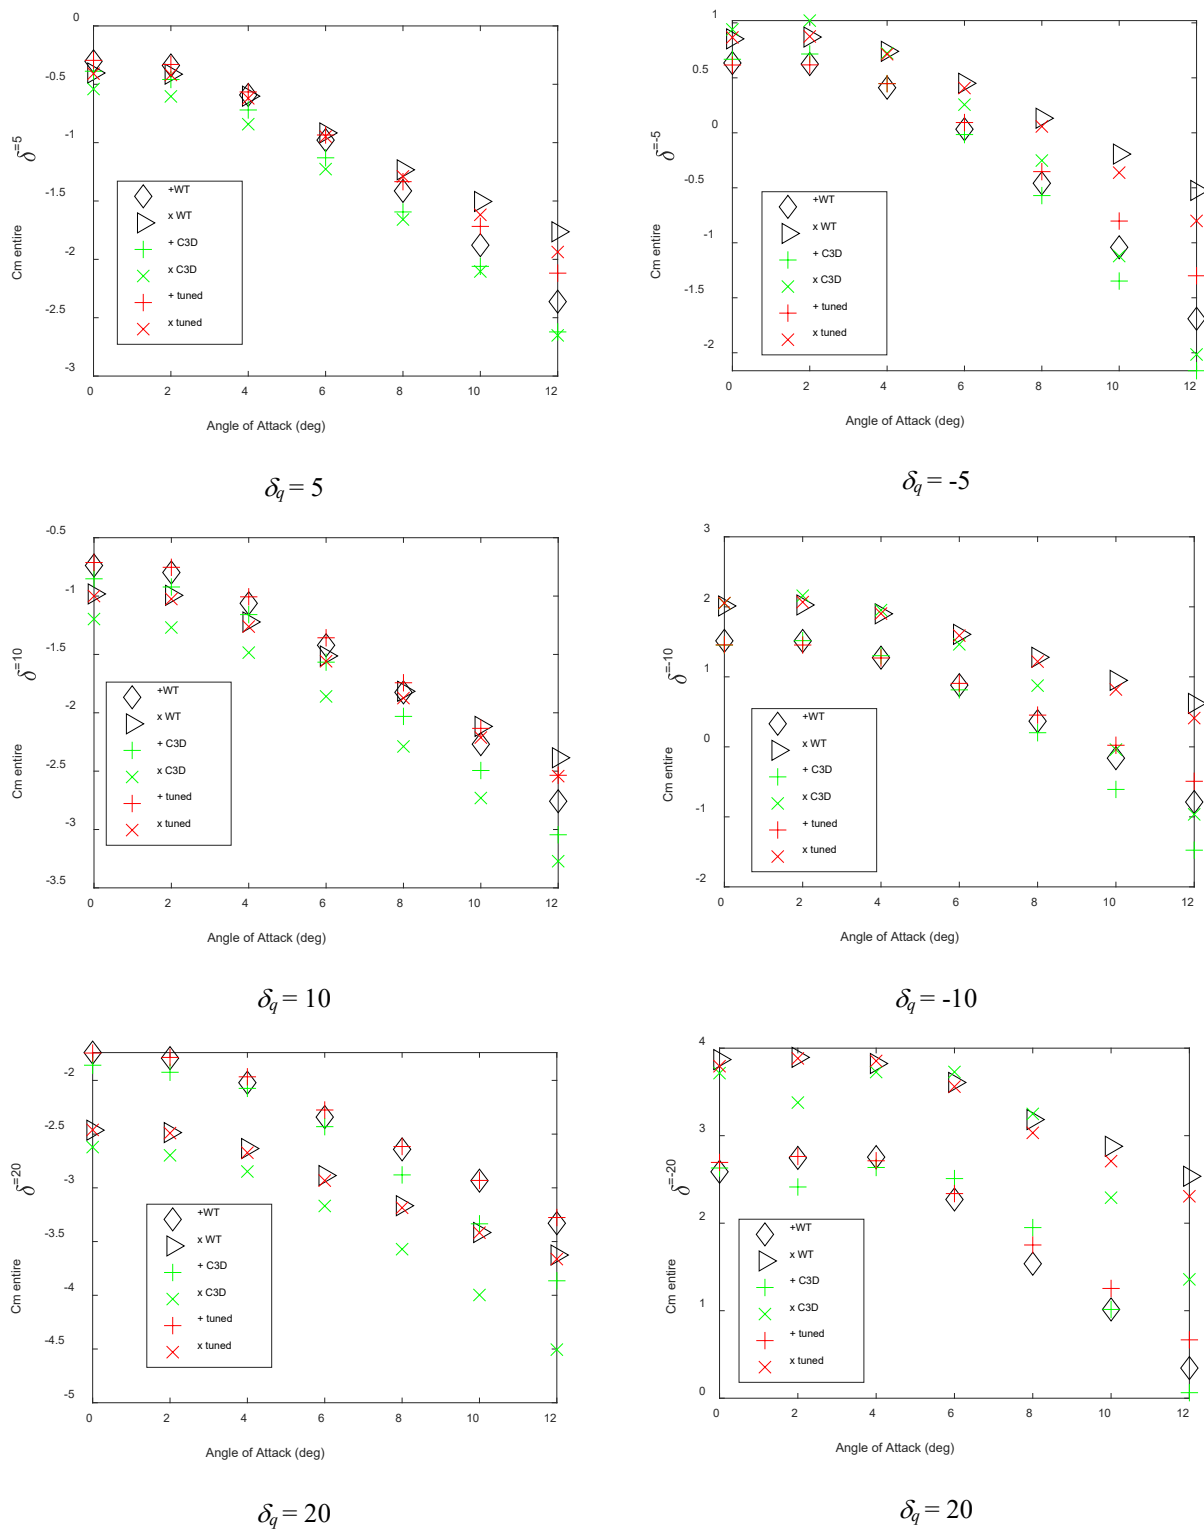 0
-0.5
-1
-1.5
-2
-2.5
-3
0 2 4 6 8 10 12
Cm entire δ=5
+WT
x WT
+ C3D
x C3D
+ tuned
x tuned
Angle of Attack (deg)
δq = 5
1
0.5
0
-0.5
-1
-1.5
-2
0 2 4 6 8 10 12
Cm entire δ=-5
+WT
x WT
+ C3D
x C3D
+ tuned
x tuned
Angle of Attack (deg)
δq = -5
-0.5
-1
-1.5
-2
-2.5
-3
-3.5
0 2 4 6 8 10 12
Cm entire δ=10
+WT
x WT
+ C3D
x C3D
+ tuned
x tuned
Angle of Attack (deg)
δq = 10
3
2
1
0
-1
-2
0 2 4 6 8 10 12
Cm entire δ=-10
+WT
x WT
+ C3D
x C3D
+ tuned
x tuned
Angle of Attack (deg)
δq = -10
-2
-2.5
-3
-3.5
-4
-4.5
-5
0 2 4 6 8 10 12
Cm entire δ=20
+WT
x WT
+ C3D
x C3D
+ tuned
x tuned
Angle of Attack (deg)
δq = 20
4
3
2
1
0
0 2 4 6 8 10 12
Cm entire δ=-20
+WT
x WT
+ C3D
x C3D
+ tuned
x tuned
Angle of Attack (deg)
δq = 20